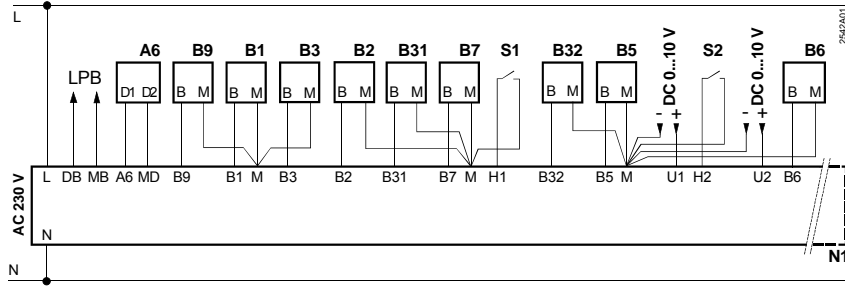 L
A6 B9 B1 B3 B2 B31 B7 S1 B32 B5 DC 0...10 V S2 DC 0...10 V B6
2542A01
LPB
D1 D2 B M B M B M B M B M B M B M B M - + - + B M
L DB MB A6 MD B9 B1 M B3 B2 B31 B7 M H1 B32 B5 M U1 H2 U2 B6
AC 230 V
N
N1
N